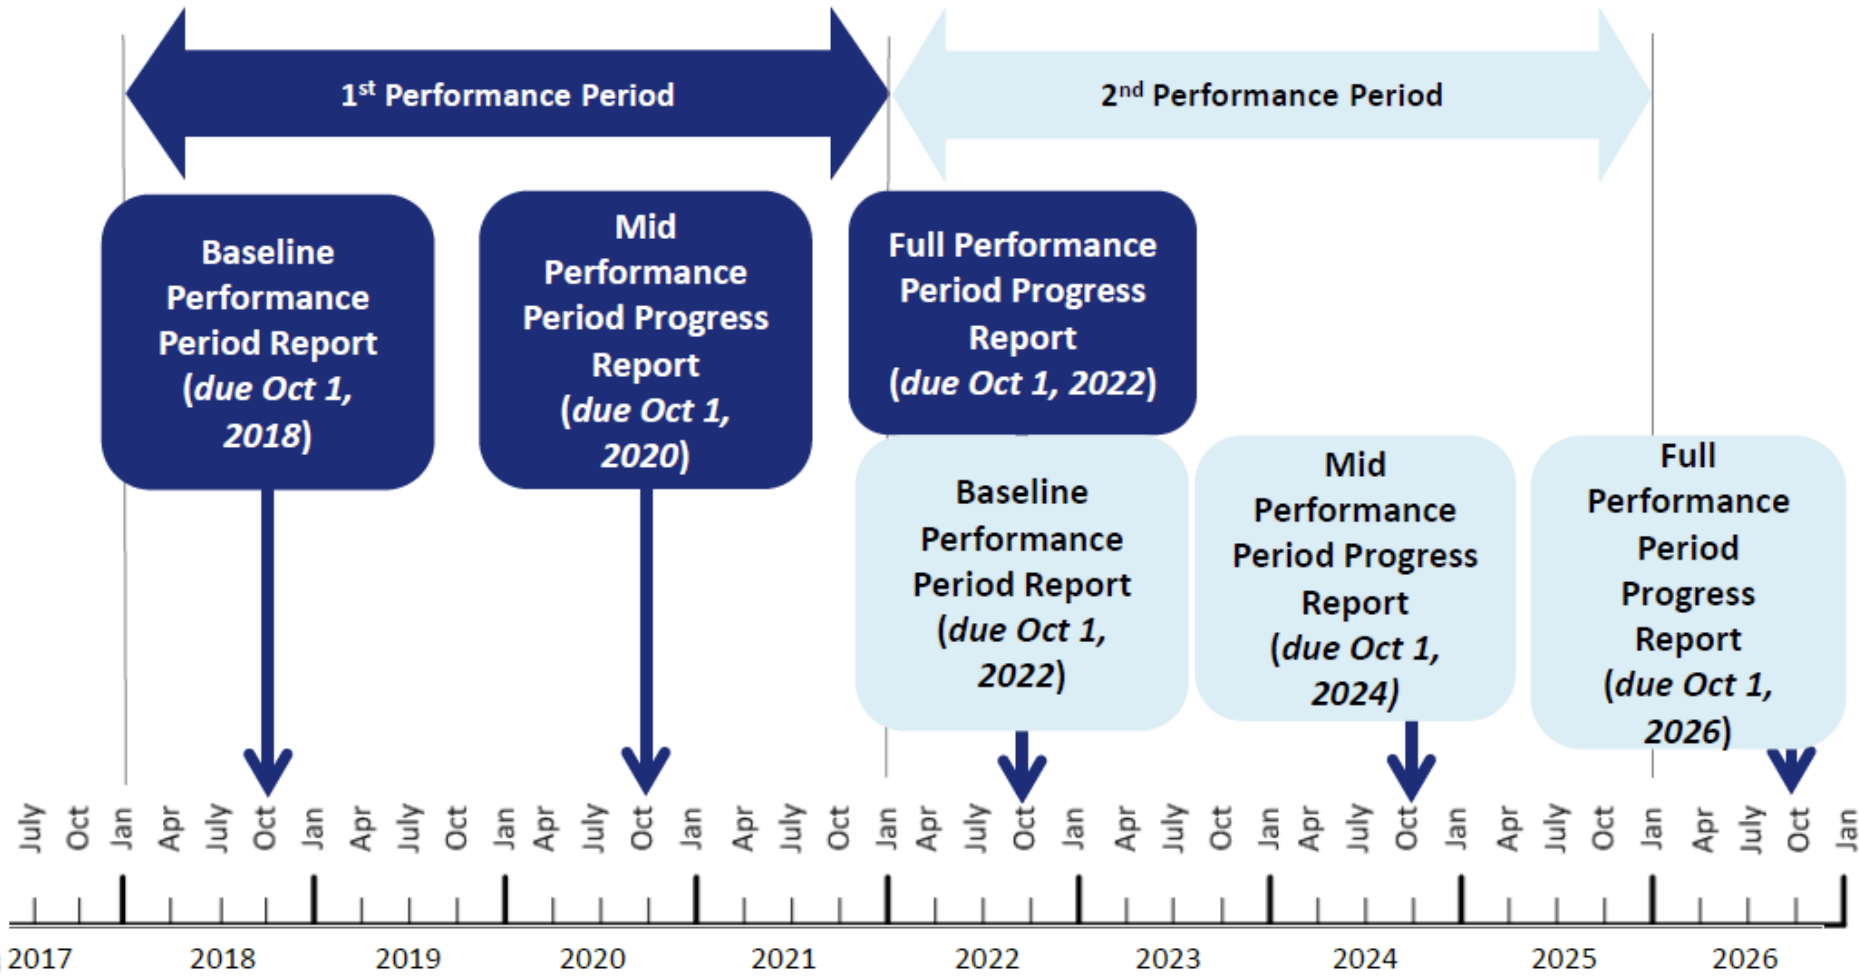 1st Performance Period
2nd Performance Period
Baseline
Performance
Period Report
(due Oct 1,
2018)
Mid
Performance
Period Progress
Report
(due Oct 1,
2020)
Full Performance
Period Progress
Report
(due Oct 1, 2022)
Baseline
Performance
Period Report
(due Oct 1,
2022)
Mid
Performance
Period Progress
Report
(due Oct 1,
2024)
Full
Performance
Period
Progress
Report
(due Oct 1,
2026)
July Oct Jan Apr July Oct Jan Apr July Oct Jan Apr July Oct Jan Apr July Oct Jan Apr July Oct Jan Apr July Oct Jan Apr July Oct Jan Apr July Oct Jan Apr July Oct Jan
2017 2018 2019 2020 2021 2022 2023 2024 2025 2026